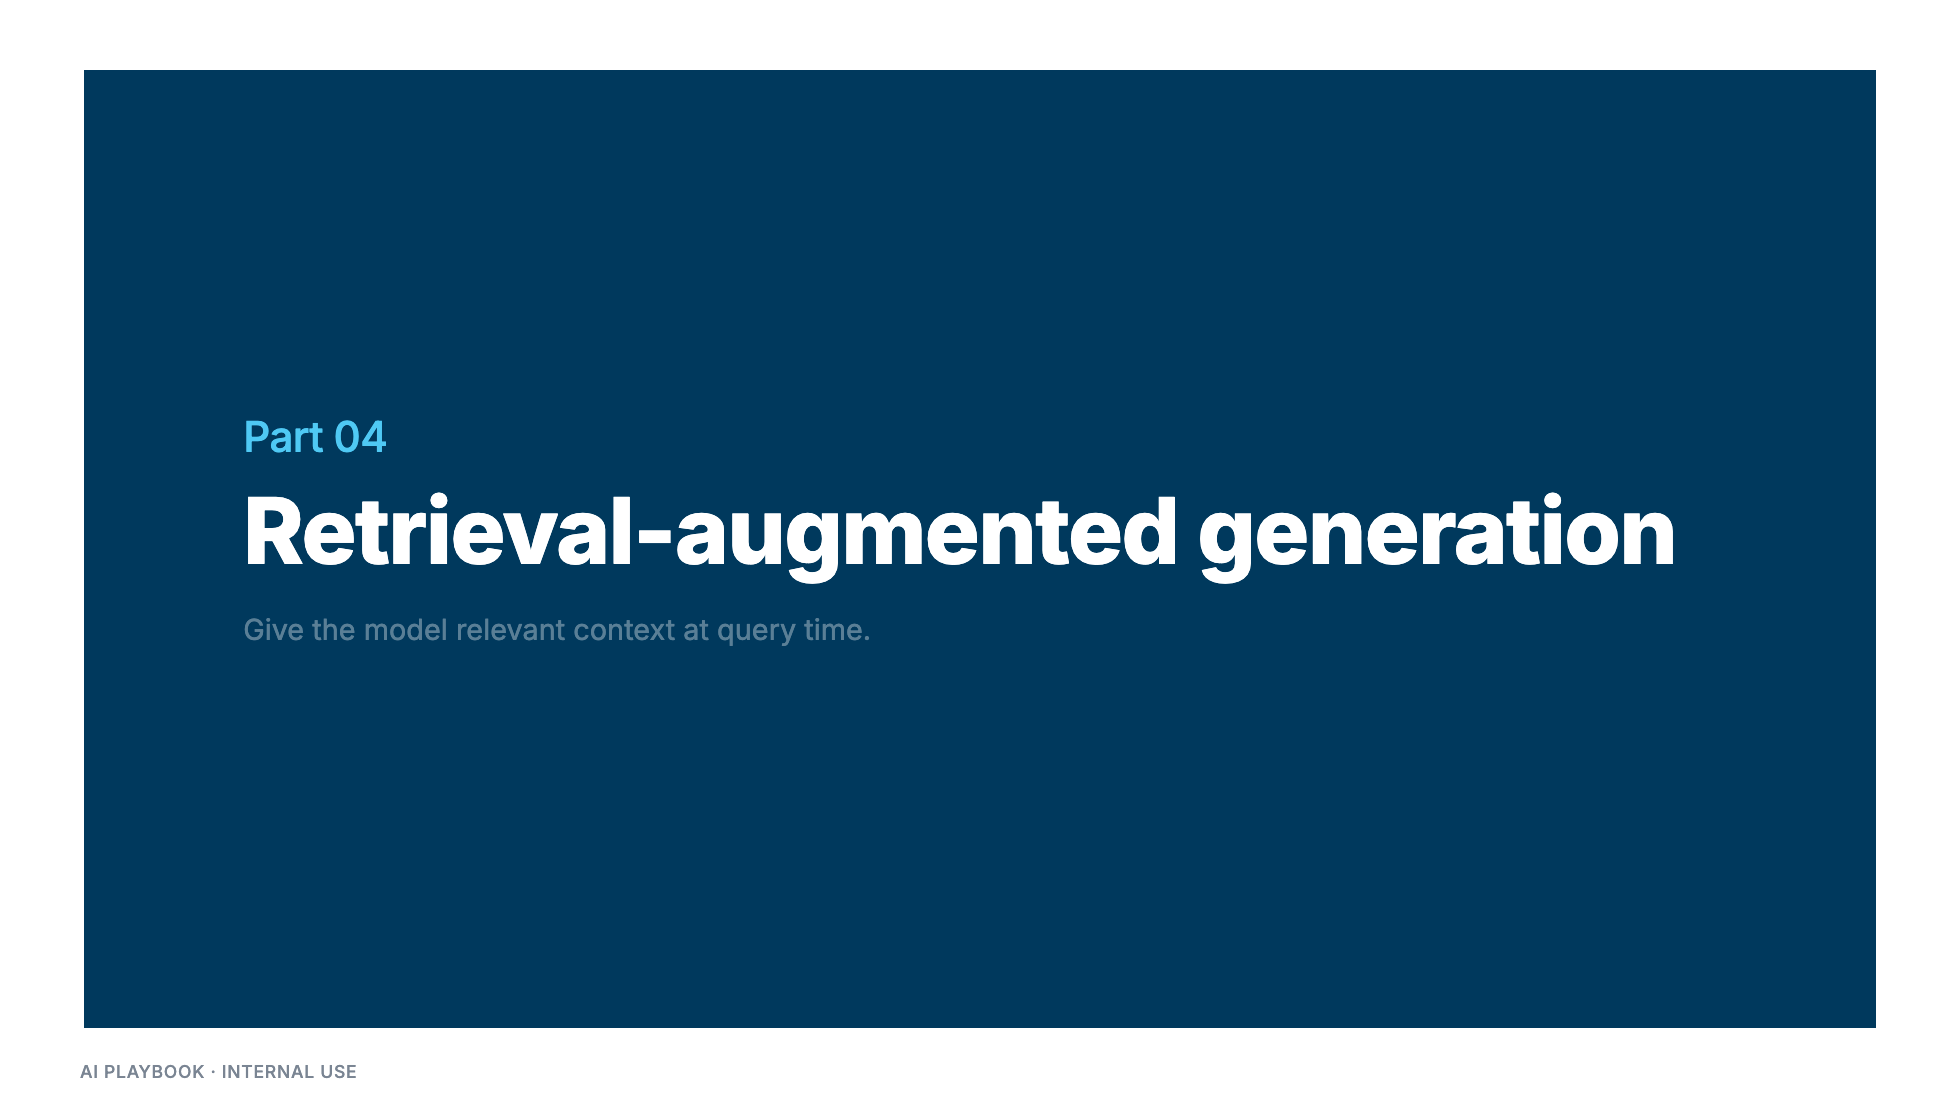 Part 04
Retrieval-augmented generation
Give the model relevant context at query time.
AI PLAYBOOK · INTERNAL USE